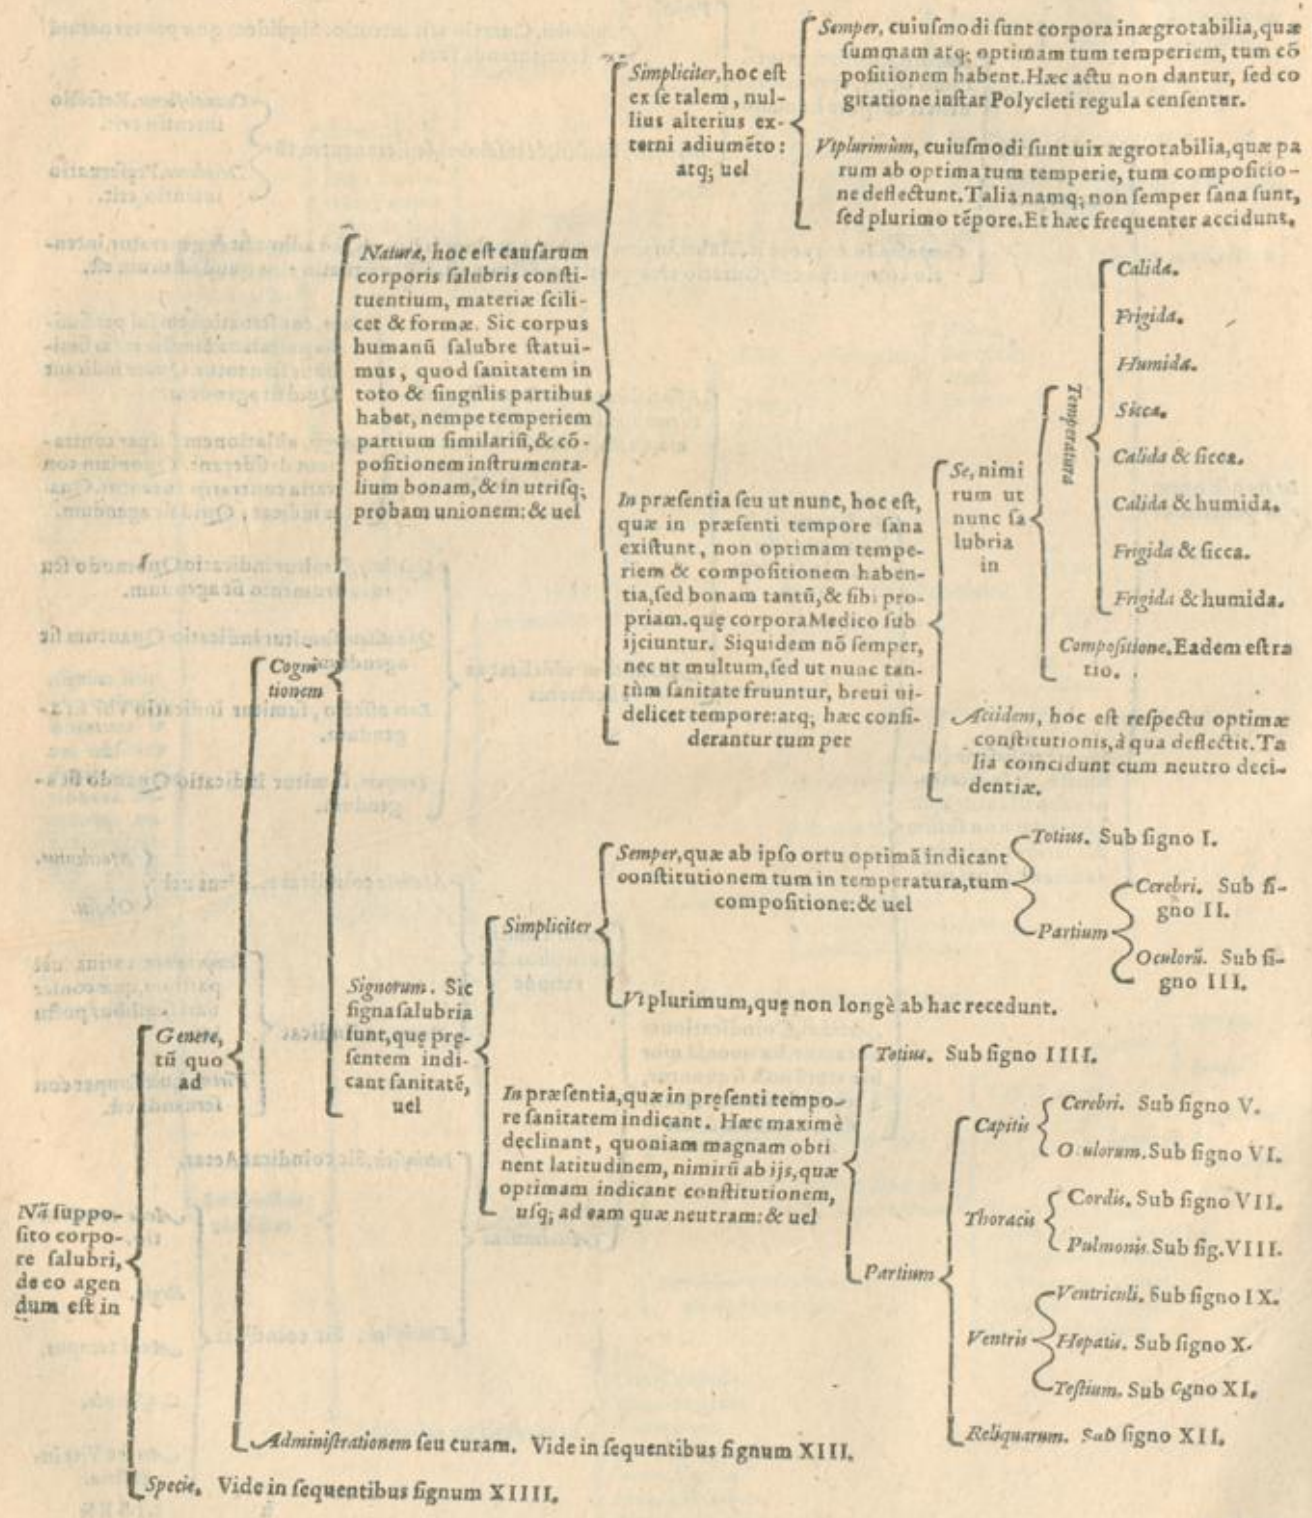 Nā suppo-
sito corpo-
re salubri,
de eo agen
dum est in
Genere,
tū quo
ad
Cogni
tionem
Naturæ, hoc est causarum
corporis salubris consti-
tuentium, materiæ scili-
cet & formæ. Sic corpus
humanū salubre statui-
mus, quod sanitatem in
toto & singulis partibus
habet, nempe temperiem
partium similariū, & cō-
positionem instrumenta-
lium bonam, & in utrisq;
probam unionem: & uel
Simpliciter, hoc est
ex se talem, nul-
lius alterius ex-
terni adiumēto:
atq; uel
Semper, cuiusmodi sunt corpora inægrotabilia, quæ
summam atq; optimam tum temperiem, tum cō
positionem habent. Hæc actu non dantur, sed co
gitatione instar Polycleti regula censentur.
Vtplurimùm, cuiusmodi sunt uix ægrotabilia, quæ pa
rum ab optima tum temperie, tum compositio-
ne deflectunt. Talia namq; non semper sana sunt,
sed plurimo tēpore. Et hæc frequenter accidunt.
In præsentia seu ut nunc, hoc est,
quæ in præsenti tempore sana
existunt, non optimam tempe-
riem & compositionem haben-
tia, sed bonam tantū, & sibi pro-
priam. quę corpora Medico sub
ijciuntur. Siquidem nō semper,
nec ut multum, sed ut nunc tan-
tùm sanitate fruuntur, breui ui-
delicet tempore: atq; hæc consi-
derantur tum per
Se, nimi
rum ut
nunc sa
lubria
in
Temperatura
Calida.
Frigida.
Humida.
Sicca.
Calida & sicca.
Calida & humida.
Frigida & sicca.
Frigida & humida.
Compositione. Eadem est ra
tio.
Accidens, hoc est respectu optimæ
constitutionis, à qua deflectit. Ta
lia coincidunt cum neutro deci-
dentiæ.
Signorum. Sic
signa salubria
sunt, quę prę-
sentem indi-
cant sanitatē,
uel
Simpliciter
Semper, quæ ab ipso ortu optimā indicant
constitutionem tum in temperatura, tum
compositione: & uel
Totius. Sub signo I.
Partium
Cerebri. Sub si-
gno II.
Oculorū. Sub si-
gno III.
Vt plurimum, quę non longè ab hac recedunt.
In præsentia, quæ in pręsenti tempo-
re sanitatem indicant. Hæc maximè
declinant, quoniam magnam obti
nent latitudinem, nimirū ab ijs, quæ
optimam indicant constitutionem,
usq; ad eam quæ neutram: & uel
Totius. Sub signo IIII.
Partium
Capitis
Cerebri. Sub signo V.
Oculorum. Sub signo VI.
Thoracis
Cordis. Sub signo VII.
Pulmonis. Sub sig. VIII.
Ventris
Ventriculi. Sub signo IX.
Hepatis. Sub signo X.
Testium. Sub signo XI.
Reliquarum. Sub signo XII.
Administrationem seu curam. Vide in sequentibus signum XIII.
Specie. Vide in sequentibus signum XIIII.